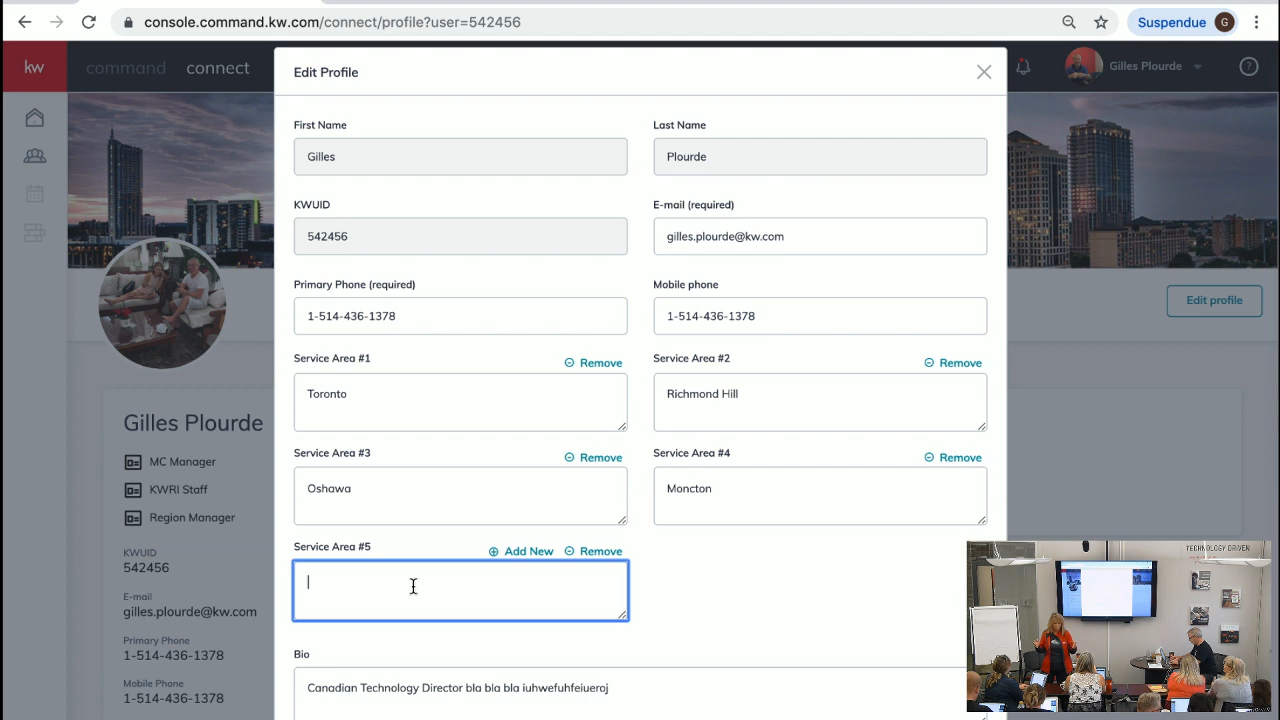 console.command.kw.com/connect/profile?user=542456
Suspendue G
kw command connect
Edit Profile
Gilles Plourde
First Name
Last Name
Gilles
Plourde
KWUID
E-mail (required)
542456
gilles.plourde@kw.com
Primary Phone (required)
Mobile phone
1-514-436-1378
1-514-436-1378
Edit profile
Service Area #1
Remove
Service Area #2
Remove
Toronto
Richmond Hill
Service Area #3
Remove
Service Area #4
Remove
Oshawa
Moncton
Service Area #5
Add New
Remove
Bio
Canadian Technology Director bla bla bla iuhwefuhfeiueroj
Gilles Plourde
MC Manager
KWRI Staff
Region Manager
KWUID
542456
E-mail
gilles.plourde@kw.com
Primary Phone
1-514-436-1378
Mobile Phone
1-514-436-1378
TECHNOLOGY DRIVEN